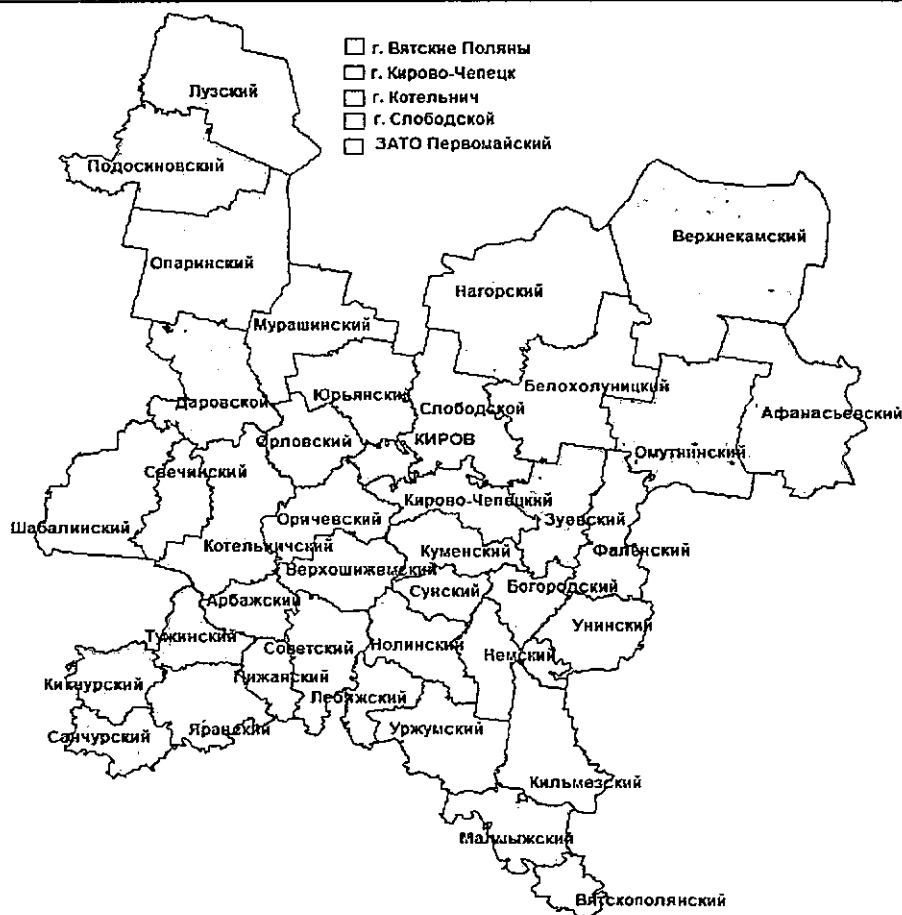 г. Вятские Поляны
г. Кирово-Чепецк
г. Котельнич
г. Слободской
ЗАТО Первомайский
Лузский
Подосиновский
Опаринский
Верхнекамский
Нагорский
Мурашинский
Юрьянский
Белохолуницкий
Даровской
Слободской
Афанасьевский
Орловский
КИРОВ
Омутнинский
Свечинский
Кирово-Чепецкий
Шабалинский
Оричевский
Зуевский
Котельничский
Куменский
Фаленский
Верхошижемский
Богородский
Сунский
Арбажский
Унинский
Тужинский
Советский
Нолинский
Немский
Кикнурский
Пижанский
Лебяжский
Санчурский
Яранский
Уржумский
Кильмезский
Малмыжский
Вятскополянский